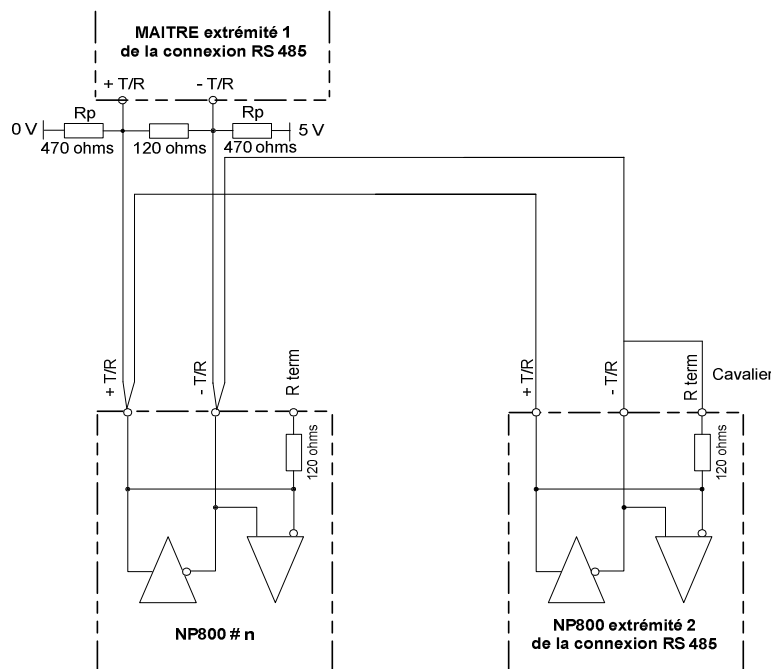 MAITRE extrémité 1
de la connexion RS 485
+ T/R
- T/R
Rp
Rp
0 V
5 V
470 ohms
120 ohms
470 ohms
+ T/R
- T/R
R term
+ T/R
- T/R
R term
Cavalier
120 ohms
120 ohms
NP800 # n
NP800 extrémité 2
de la connexion RS 485